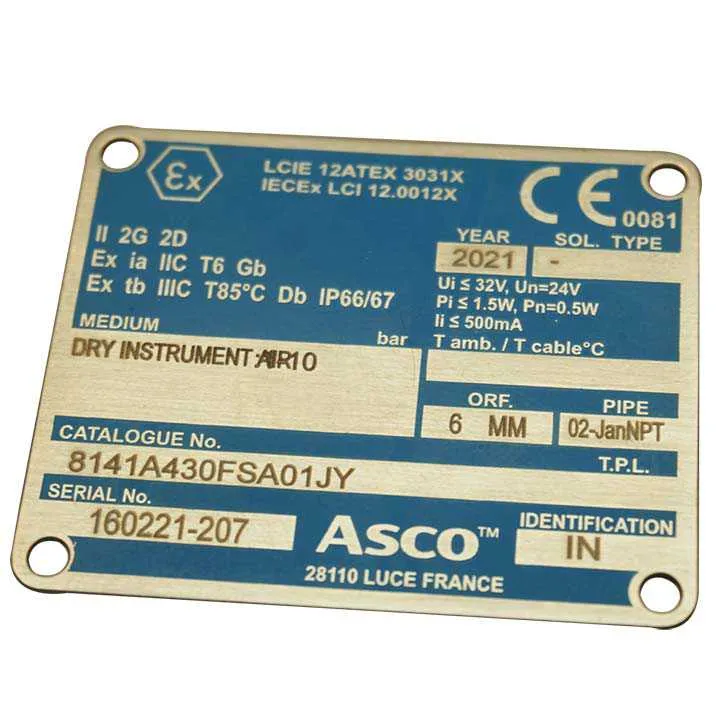 Ex
LCIE 12ATEX 3031X
IECEx LCI 12.0012X
CE 0081
II 2G 2D
Ex ia IIC T6 Gb
Ex tb IIIC T85°C Db IP66/67
YEAR SOL. TYPE
2021 -
Ui ≤ 32V, Un=24V
Pi ≤ 1.5W, Pn=0.5W
Ii ≤ 500mA
T amb. / T cable°C
MEDIUM bar
DRY INSTRUMENT AIR 10
ORF. PIPE
6 MM 02-JanNPT
CATALOGUE No. T.P.L.
8141A430FSA01JY
SERIAL No. IDENTIFICATION
160221-207 IN
ASCO™
28110 LUCE FRANCE